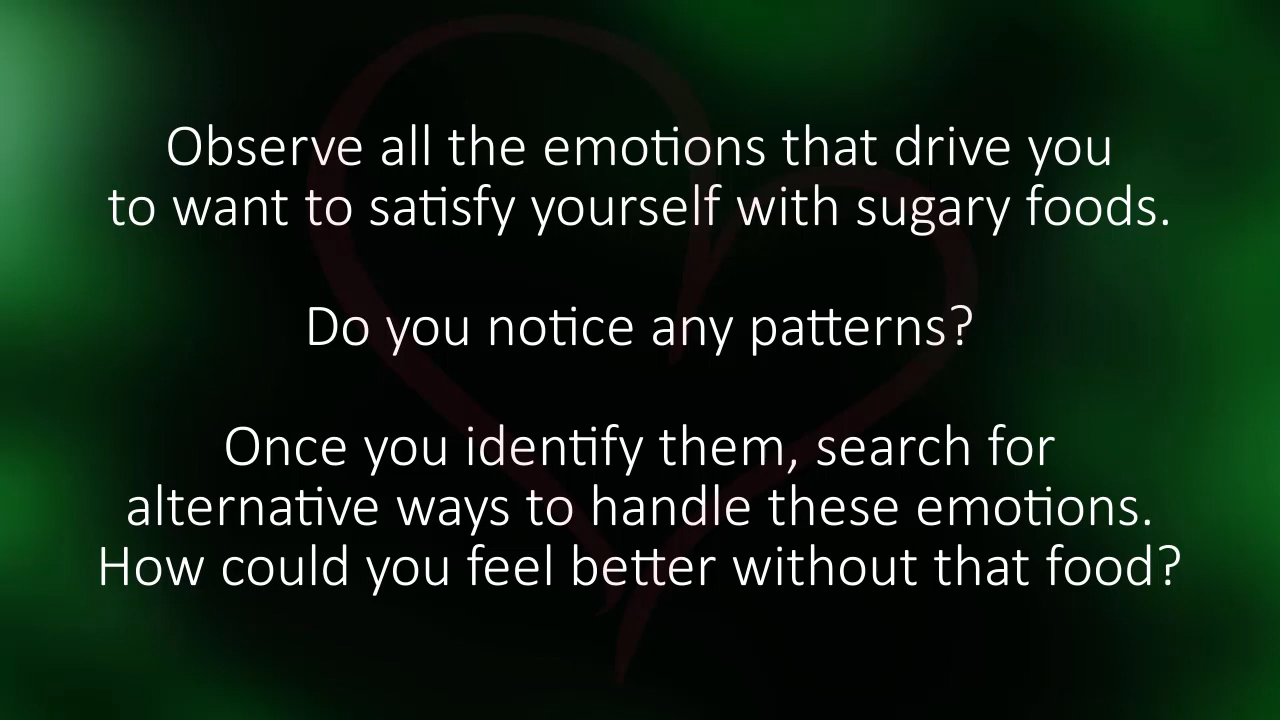 Observe all the emotions that drive you
to want to satisfy yourself with sugary foods.
Do you notice any patterns?
Once you identify them, search for
alternative ways to handle these emotions.
How could you feel better without that food?